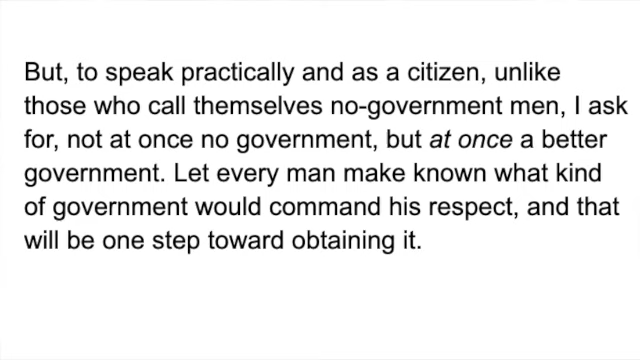 But, to speak practically and as a citizen, unlike
those who call themselves no-government men, I ask
for, not at once no government, but at once a better
government. Let every man make known what kind
of government would command his respect, and that
will be one step toward obtaining it.